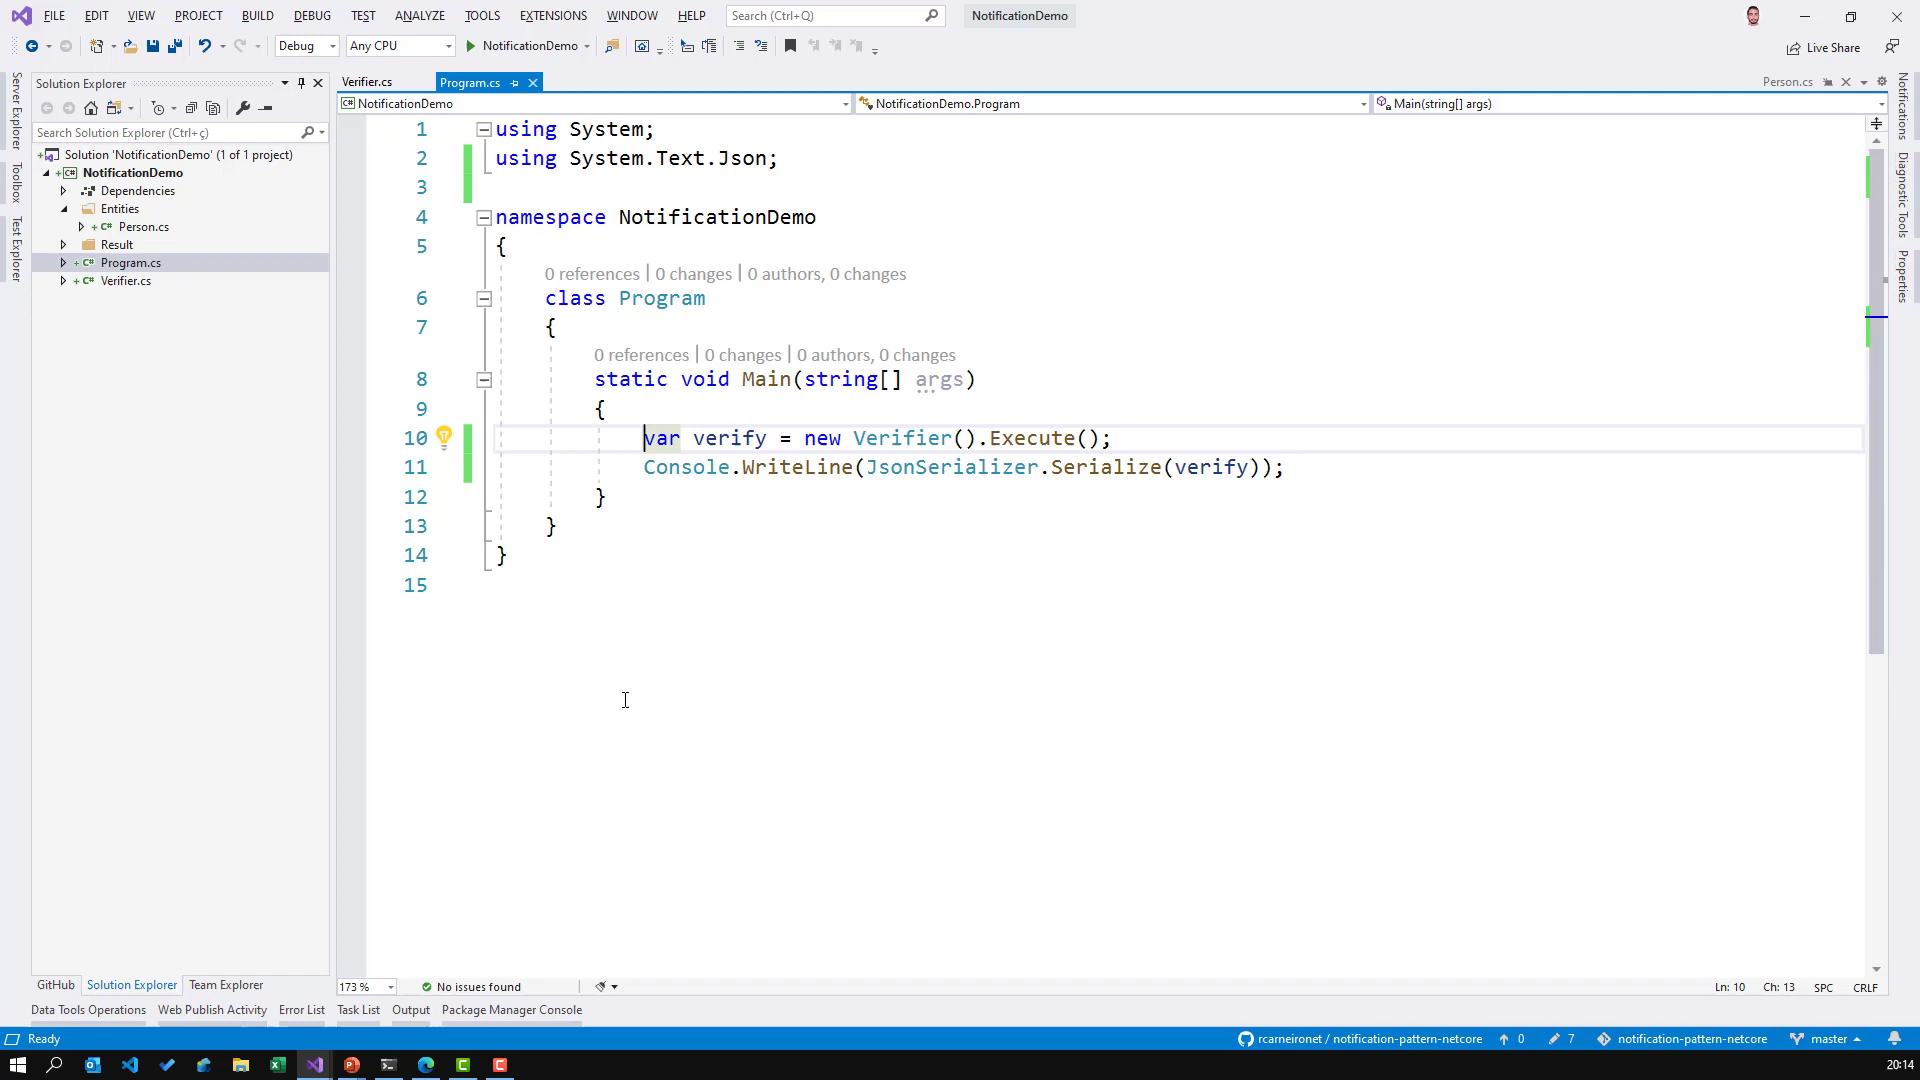 FILE EDIT VIEW PROJECT BUILD DEBUG TEST ANALYZE TOOLS EXTENSIONS WINDOW HELP Search (Ctrl+Q) NotificationDemo
Debug Any CPU NotificationDemo Live Share
Server Explorer
Toolbox
Test Explorer
Solution Explorer
Search Solution Explorer (Ctrl+ç)
Solution 'NotificationDemo' (1 of 1 project)
NotificationDemo
Dependencies
Entities
Person.cs
Result
Program.cs
Verifier.cs
GitHub Solution Explorer Team Explorer
Verifier.cs Program.cs Person.cs
NotificationDemo NotificationDemo.Program Main(string[] args)
1 using System;
2 using System.Text.Json;
3
4 namespace NotificationDemo
5 {
0 references | 0 changes | 0 authors, 0 changes
6 class Program
7 {
0 references | 0 changes | 0 authors, 0 changes
8 static void Main(string[] args)
9 {
10 var verify = new Verifier().Execute();
11 Console.WriteLine(JsonSerializer.Serialize(verify));
12 }
13 }
14 }
15
173 % No issues found Ln: 10 Ch: 13 SPC CRLF
Notifications
Diagnostic Tools
Properties
Data Tools Operations Web Publish Activity Error List Task List Output Package Manager Console
Ready rcarneironet / notification-pattern-netcore 0 7 notification-pattern-netcore master
20:14